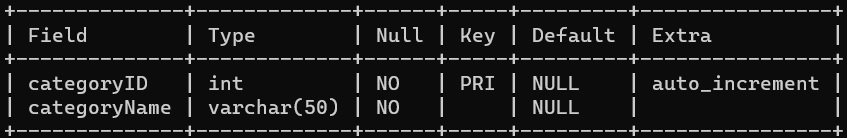 +--------------+-------------+------+-----+---------+----------------+
| Field        | Type        | Null | Key | Default | Extra          |
+--------------+-------------+------+-----+---------+----------------+
| categoryID   | int         | NO   | PRI | NULL    | auto_increment |
| categoryName | varchar(50) | NO   |     | NULL    |                |
+--------------+-------------+------+-----+---------+----------------+